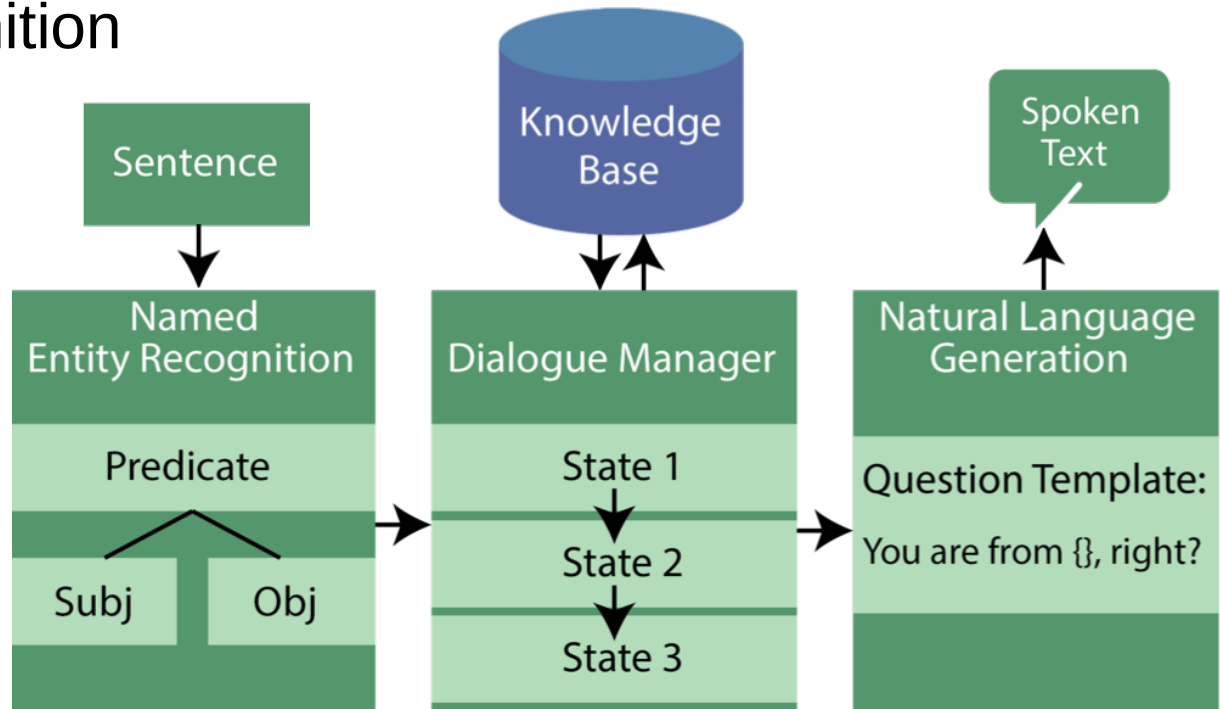 nition
Sentence
Knowledge
Base
Spoken
Text
Named
Entity Recognition
Predicate
Subj
Obj
Dialogue Manager
State 1
State 2
State 3
Natural Language
Generation
Question Template:
You are from {}, right?